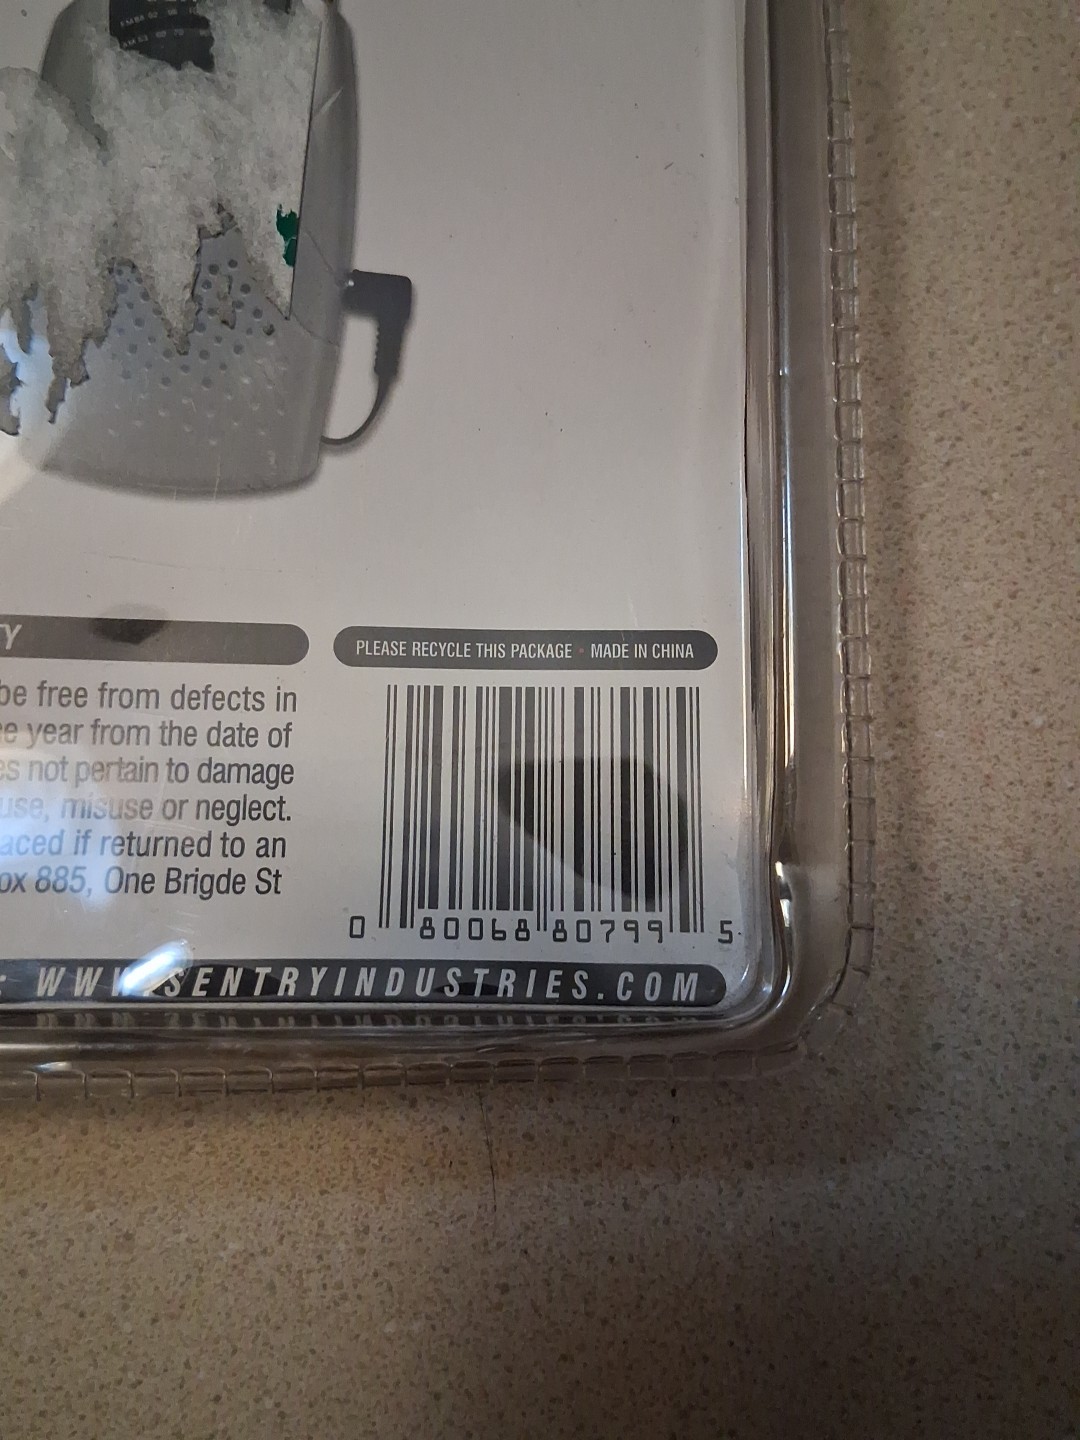 TY
PLEASE RECYCLE THIS PACKAGE • MADE IN CHINA
be free from defects in
year from the date of
not pertain to damage
use, misuse or neglect.
if returned to an
885, One Brigde St
0 80068 80799 5
WWW.SENTRYINDUSTRIES.COM